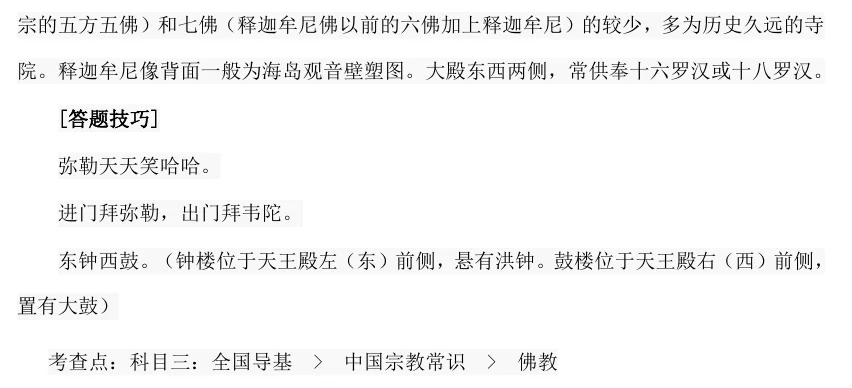 宗的五方五佛）和七佛（释迦牟尼佛以前的六佛加上释迦牟尼）的较少，多为历史久远的寺
院。释迦牟尼像背面一般为海岛观音壁塑图。大殿东西两侧，常供奉十六罗汉或十八罗汉。
[答题技巧]
弥勒天天笑哈哈。
进门拜弥勒，出门拜韦陀。
东钟西鼓。（钟楼位于天王殿左（东）前侧，悬有洪钟。鼓楼位于天王殿右（西）前侧，
置有大鼓）
考查点：科目三：全国导基 > 中国宗教常识 > 佛教